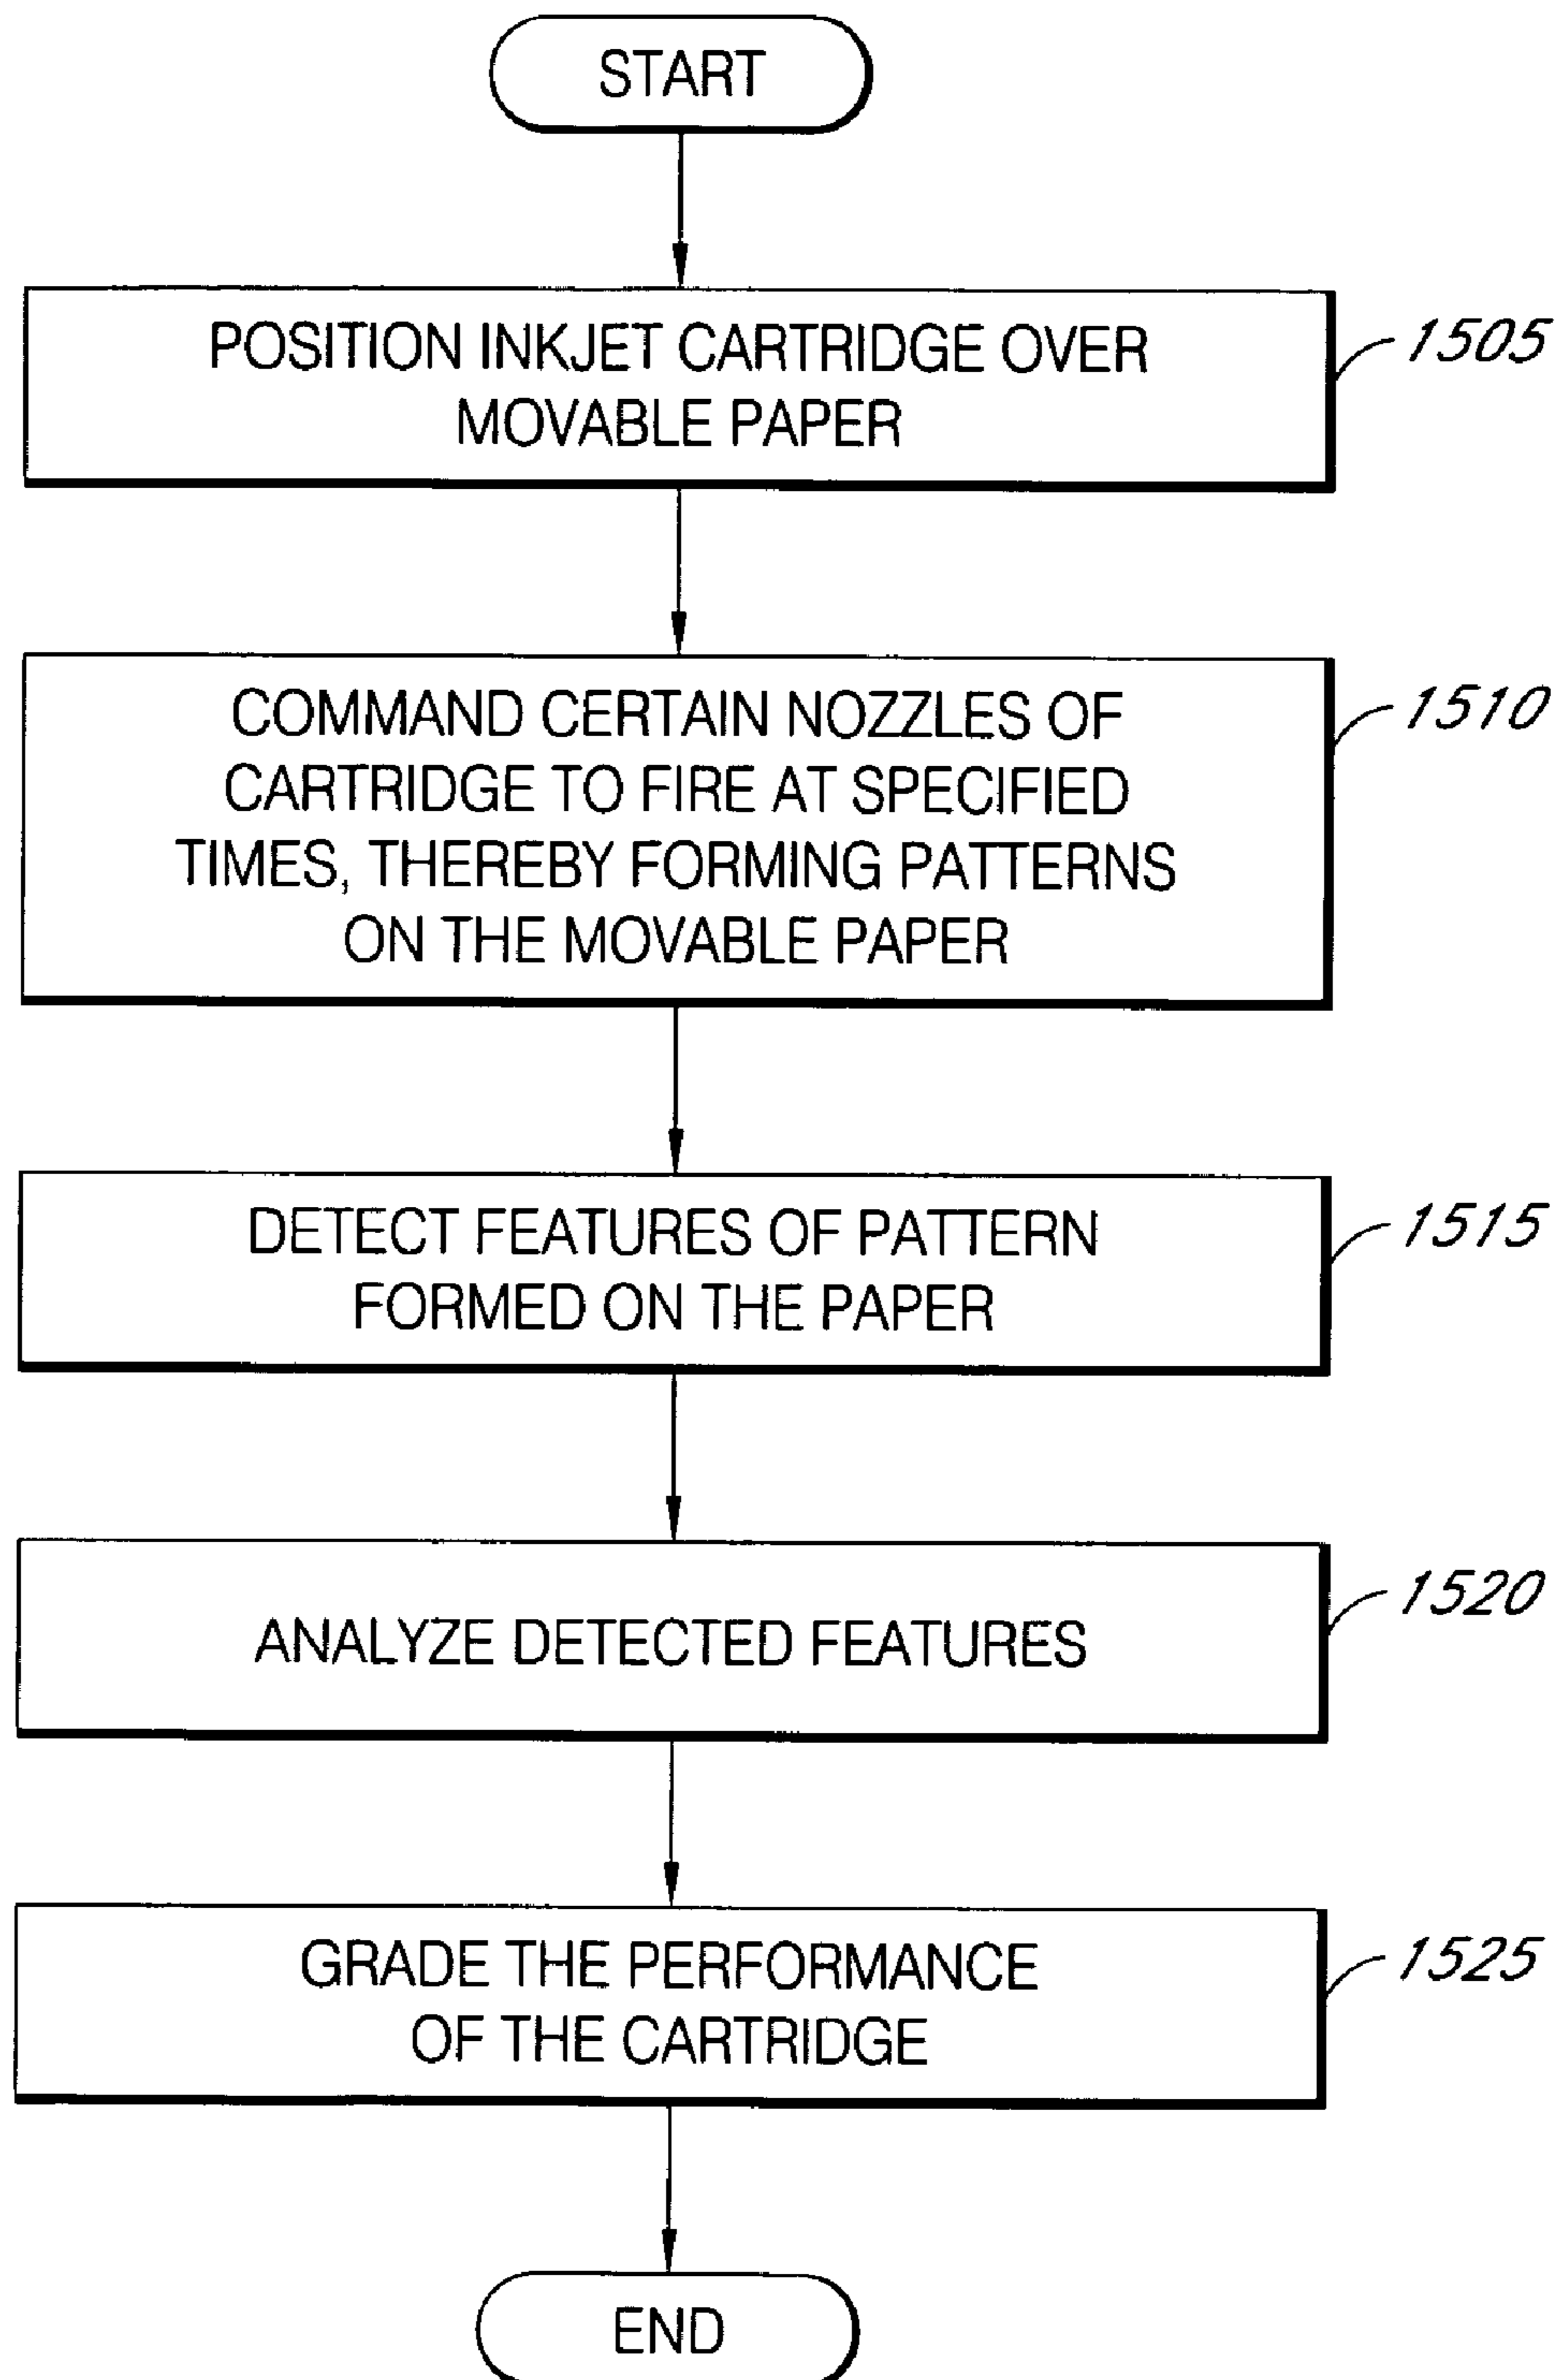 START
POSITION INKJET CARTRIDGE OVER
MOVABLE PAPER
1505
COMMAND CERTAIN NOZZLES OF
CARTRIDGE TO FIRE AT SPECIFIED
TIMES, THEREBY FORMING PATTERNS
ON THE MOVABLE PAPER
1510
DETECT FEATURES OF PATTERN
FORMED ON THE PAPER
1515
ANALYZE DETECTED FEATURES
1520
GRADE THE PERFORMANCE
OF THE CARTRIDGE
1525
END